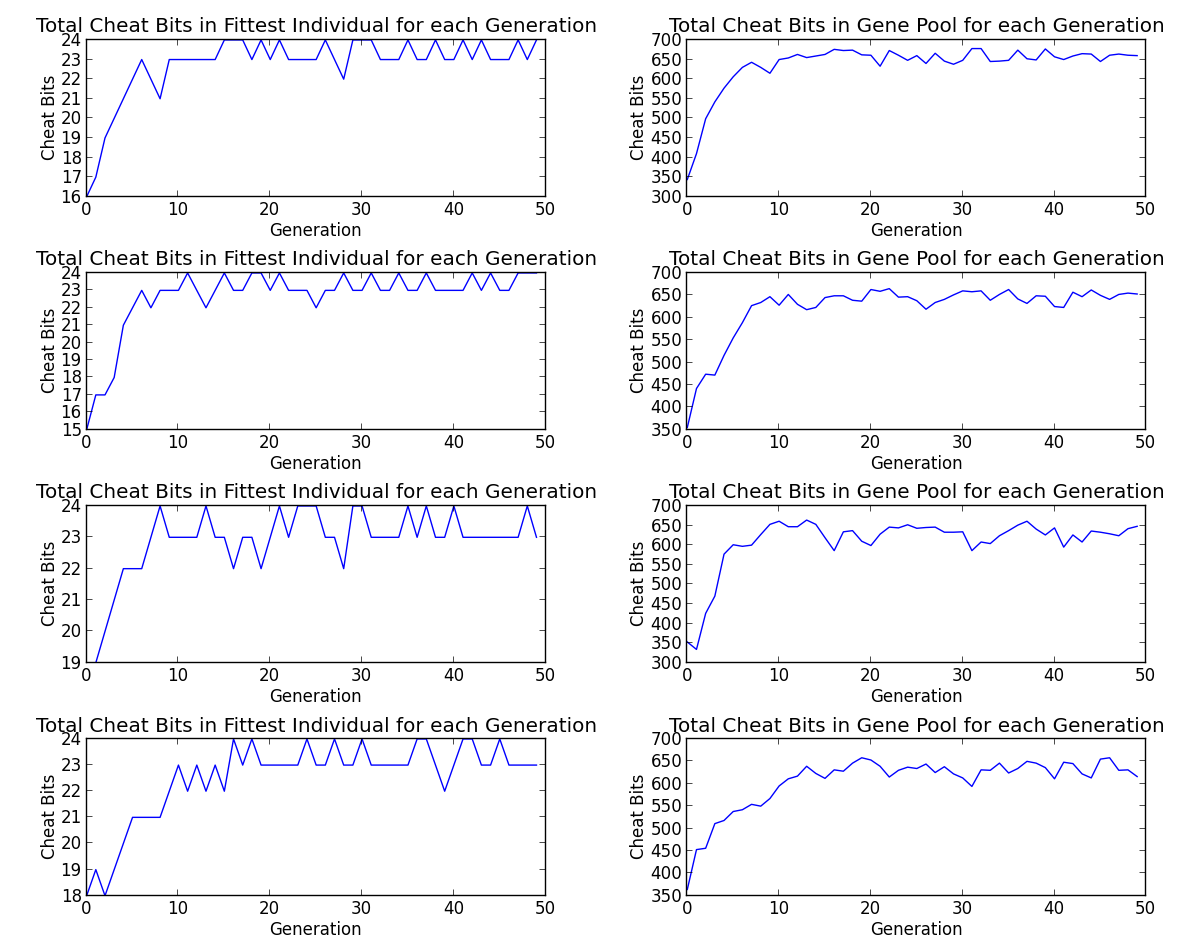 Total Cheat Bits in Fittest Individual for each Generation
24
23
22
21
20
19
18
17
16
Cheat Bits
0 10 20 30 40 50
Generation
Total Cheat Bits in Gene Pool for each Generation
700
650
600
550
500
450
400
350
300
Cheat Bits
0 10 20 30 40 50
Generation
Total Cheat Bits in Fittest Individual for each Generation
24
23
22
21
20
19
18
17
16
15
Cheat Bits
0 10 20 30 40 50
Generation
Total Cheat Bits in Gene Pool for each Generation
700
650
600
550
500
450
400
350
Cheat Bits
0 10 20 30 40 50
Generation
Total Cheat Bits in Fittest Individual for each Generation
24
23
22
21
20
19
Cheat Bits
0 10 20 30 40 50
Generation
Total Cheat Bits in Gene Pool for each Generation
700
650
600
550
500
450
400
350
300
Cheat Bits
0 10 20 30 40 50
Generation
Total Cheat Bits in Fittest Individual for each Generation
24
23
22
21
20
19
18
Cheat Bits
0 10 20 30 40 50
Generation
Total Cheat Bits in Gene Pool for each Generation
700
650
600
550
500
450
400
350
Cheat Bits
0 10 20 30 40 50
Generation